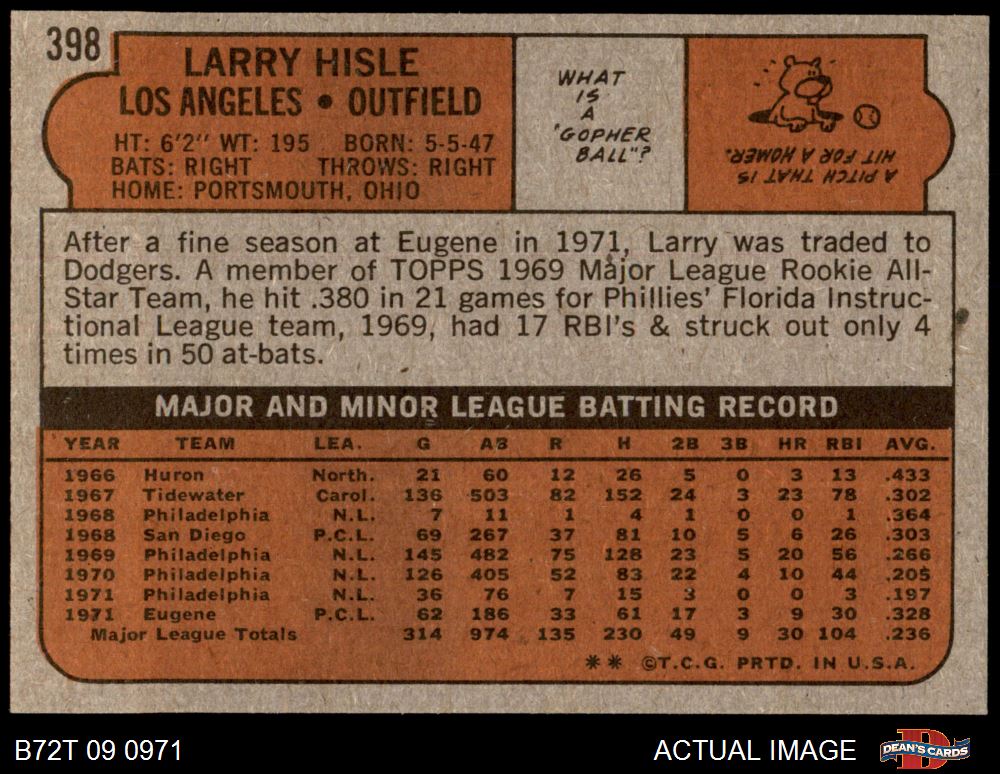 398
LARRY HISLE
LOS ANGELES • OUTFIELD
HT: 6'2" WT: 195 BORN: 5-5-47
BATS: RIGHT THROWS: RIGHT
HOME: PORTSMOUTH, OHIO
WHAT
IS
A
"GOPHER
BALL"?
A PITCH THAT IS
HIT FOR A HOMER.
After a fine season at Eugene in 1971, Larry was traded to
Dodgers. A member of TOPPS 1969 Major League Rookie All-
Star Team, he hit .380 in 21 games for Phillies' Florida Instruc-
tional League team, 1969, had 17 RBI's & struck out only 4
times in 50 at-bats.
MAJOR AND MINOR LEAGUE BATTING RECORD
YEAR TEAM LEA. G AB R H 2B 3B HR RBI AVG.
1966 Huron North. 21 60 12 26 5 0 3 13 .433
1967 Tidewater Carol. 136 503 82 152 24 3 23 78 .302
1968 Philadelphia N.L. 7 11 1 4 1 0 0 1 .364
1968 San Diego P.C.L. 69 267 37 81 10 5 6 26 .303
1969 Philadelphia N.L. 145 482 75 128 23 5 20 56 .266
1970 Philadelphia N.L. 126 405 52 83 22 4 10 44 .205
1971 Philadelphia N.L. 36 76 7 15 3 0 0 3 .197
1971 Eugene P.C.L. 62 186 33 61 17 3 9 30 .328
Major League Totals 314 974 135 230 49 9 30 104 .236
** ©T.C.G. PRTD. IN U.S.A.
B72T 09 0971
ACTUAL IMAGE
DEAN'S CARDS